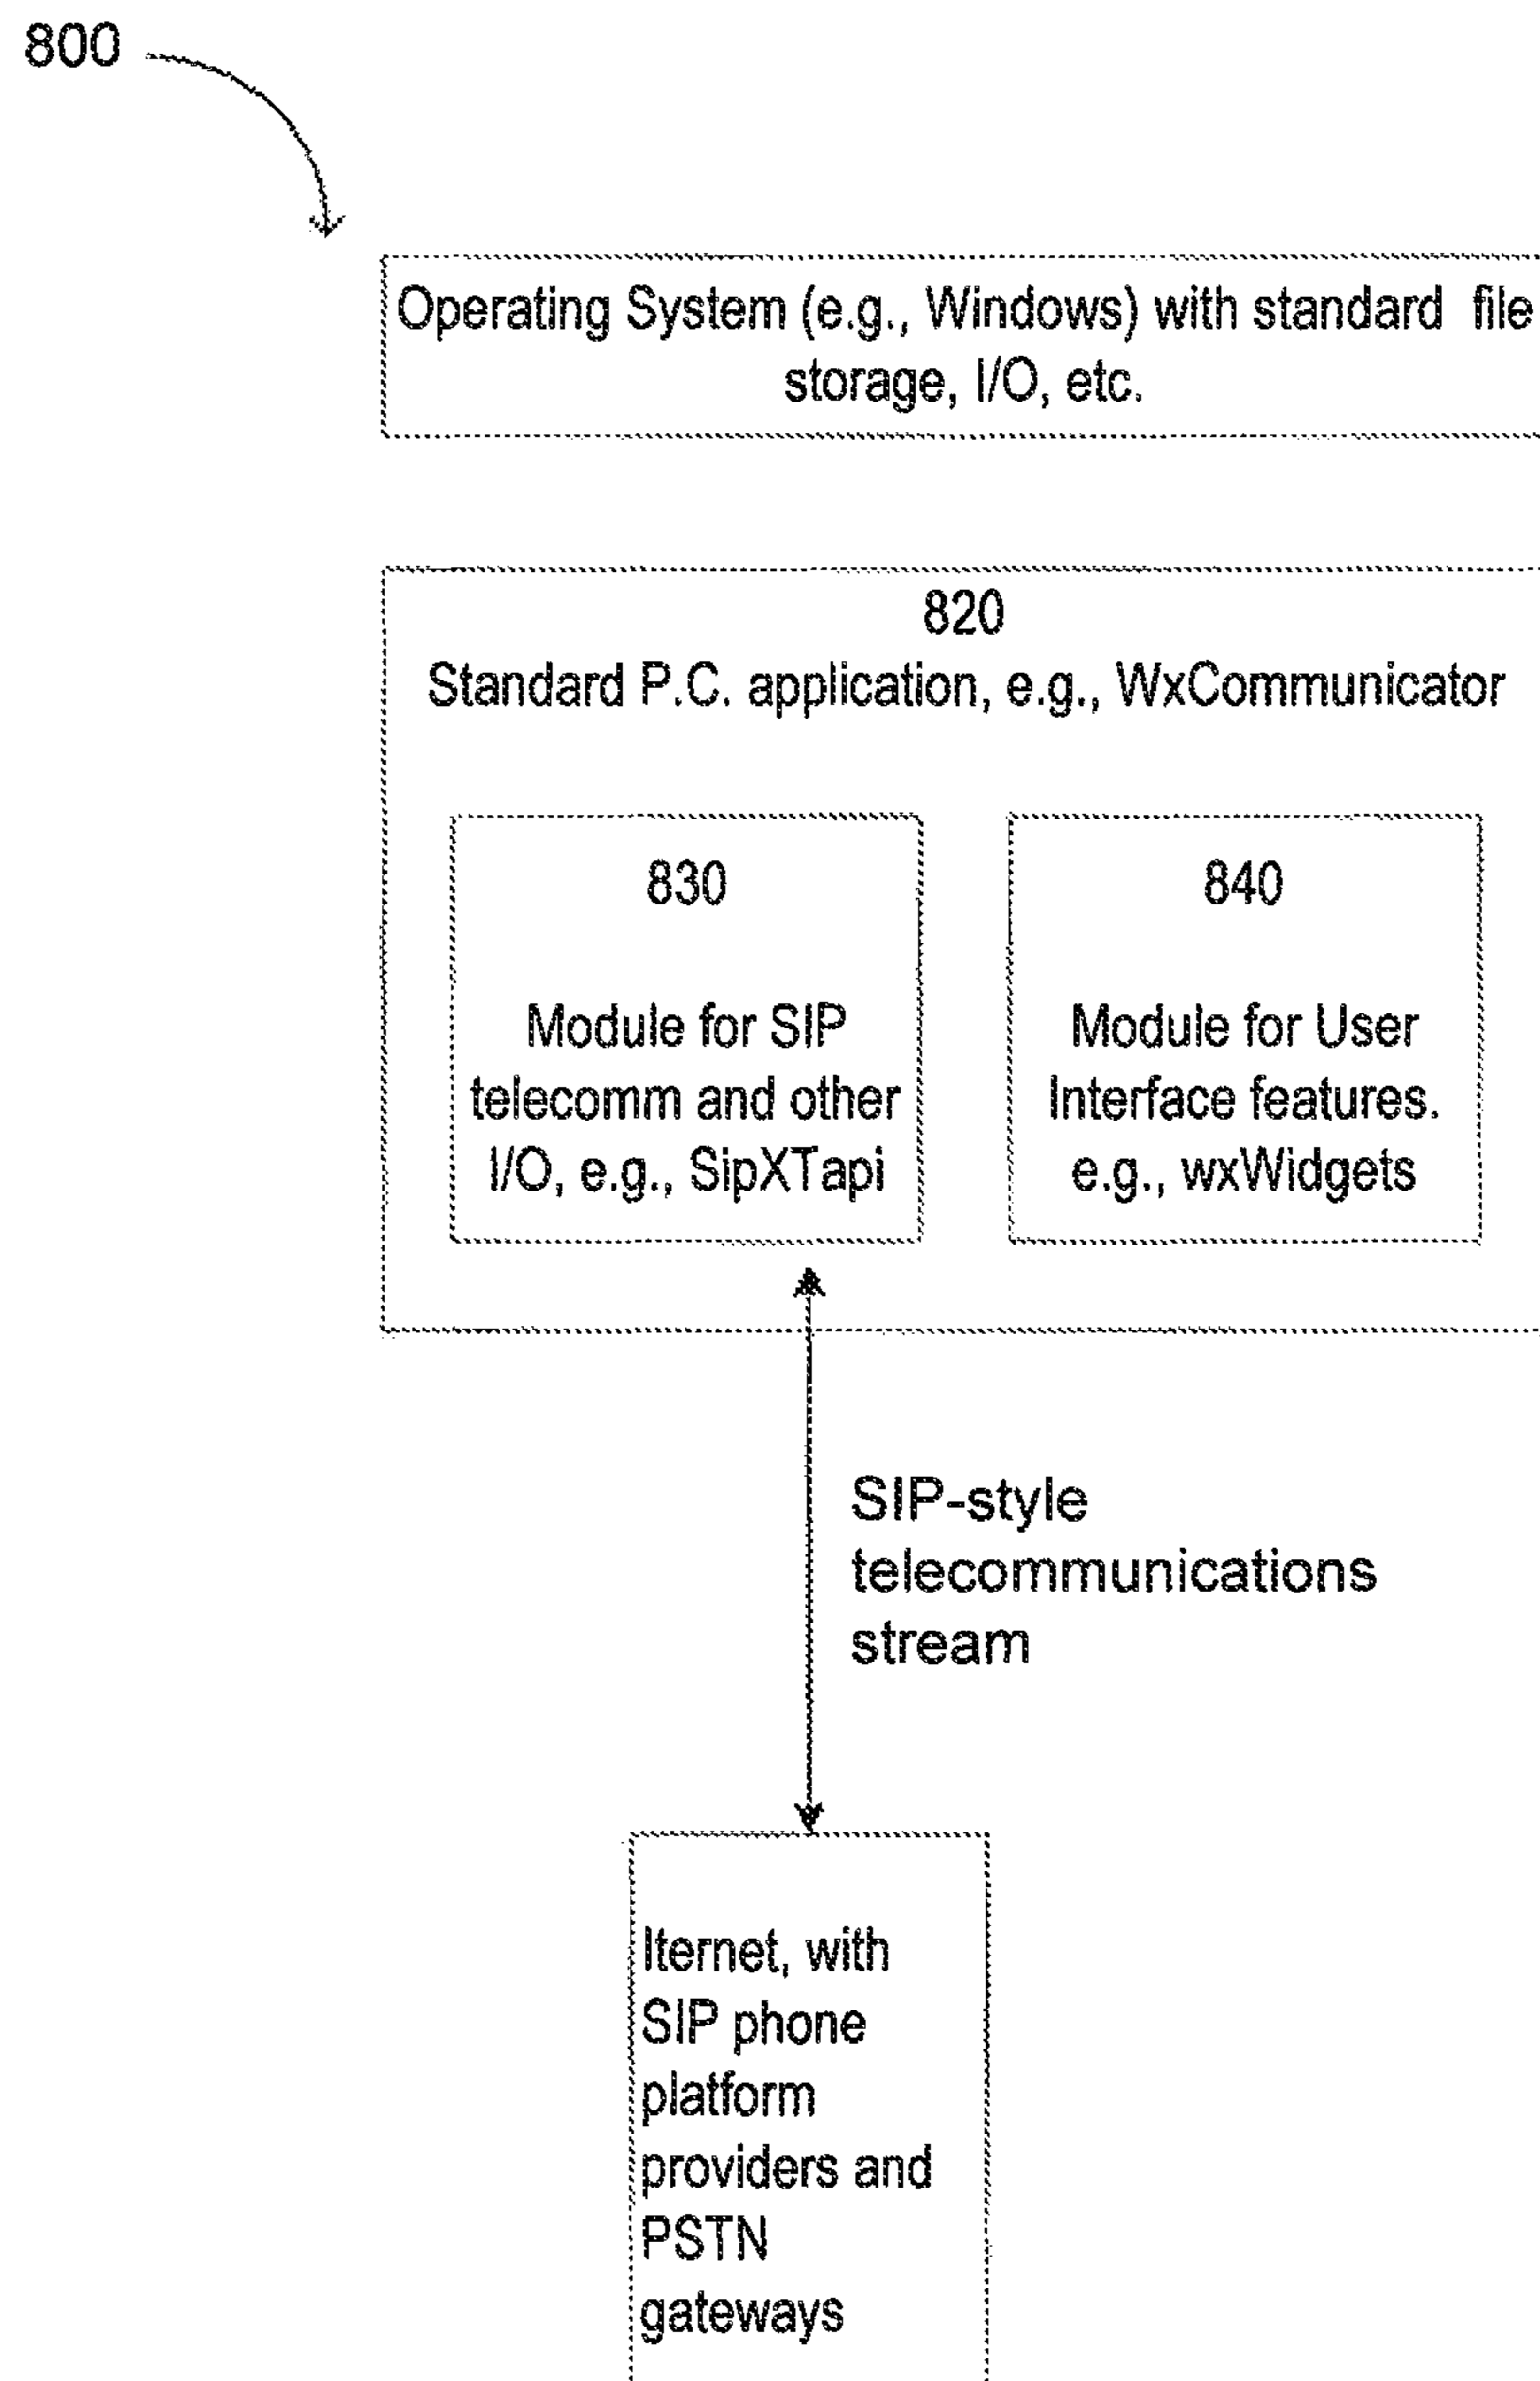 800
Operating System (e.g., Windows) with standard file
storage, I/O, etc.
820
Standard P.C. application, e.g., WxCommunicator
830
Module for SIP
telecomm and other
I/O, e.g., SipXTapi
840
Module for User
Interface features.
e.g., wxWidgets
SIP-style
telecommunications
stream
Iternet, with
SIP phone
platform
providers and
PSTN
gateways